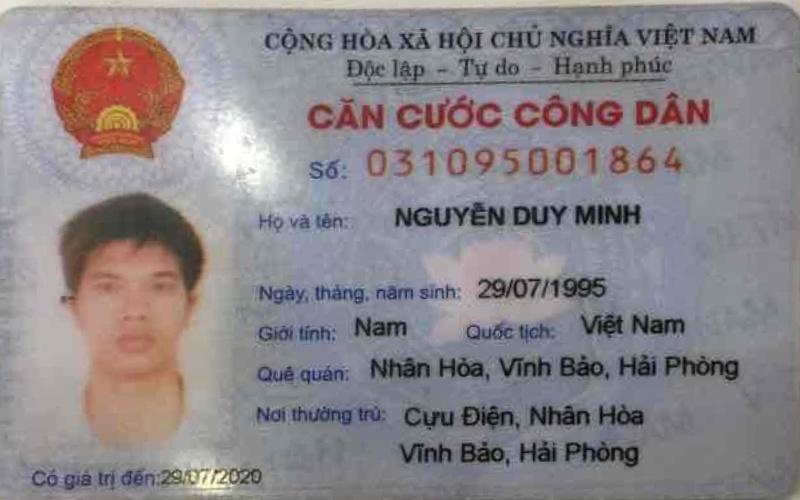 CỘNG HÒA XÃ HỘI CHỦ NGHĨA VIỆT NAM
Độc lập – Tự do – Hạnh phúc
CĂN CƯỚC CÔNG DÂN
Số: 031095001864
Họ và tên: NGUYỄN DUY MINH
Ngày, tháng, năm sinh: 29/07/1995
Giới tính: Nam Quốc tịch: Việt Nam
Quê quán: Nhân Hòa, Vĩnh Bảo, Hải Phòng
Nơi thường trú: Cựu Điện, Nhân Hòa
Vĩnh Bảo, Hải Phòng
Có giá trị đến: 29/07/2020